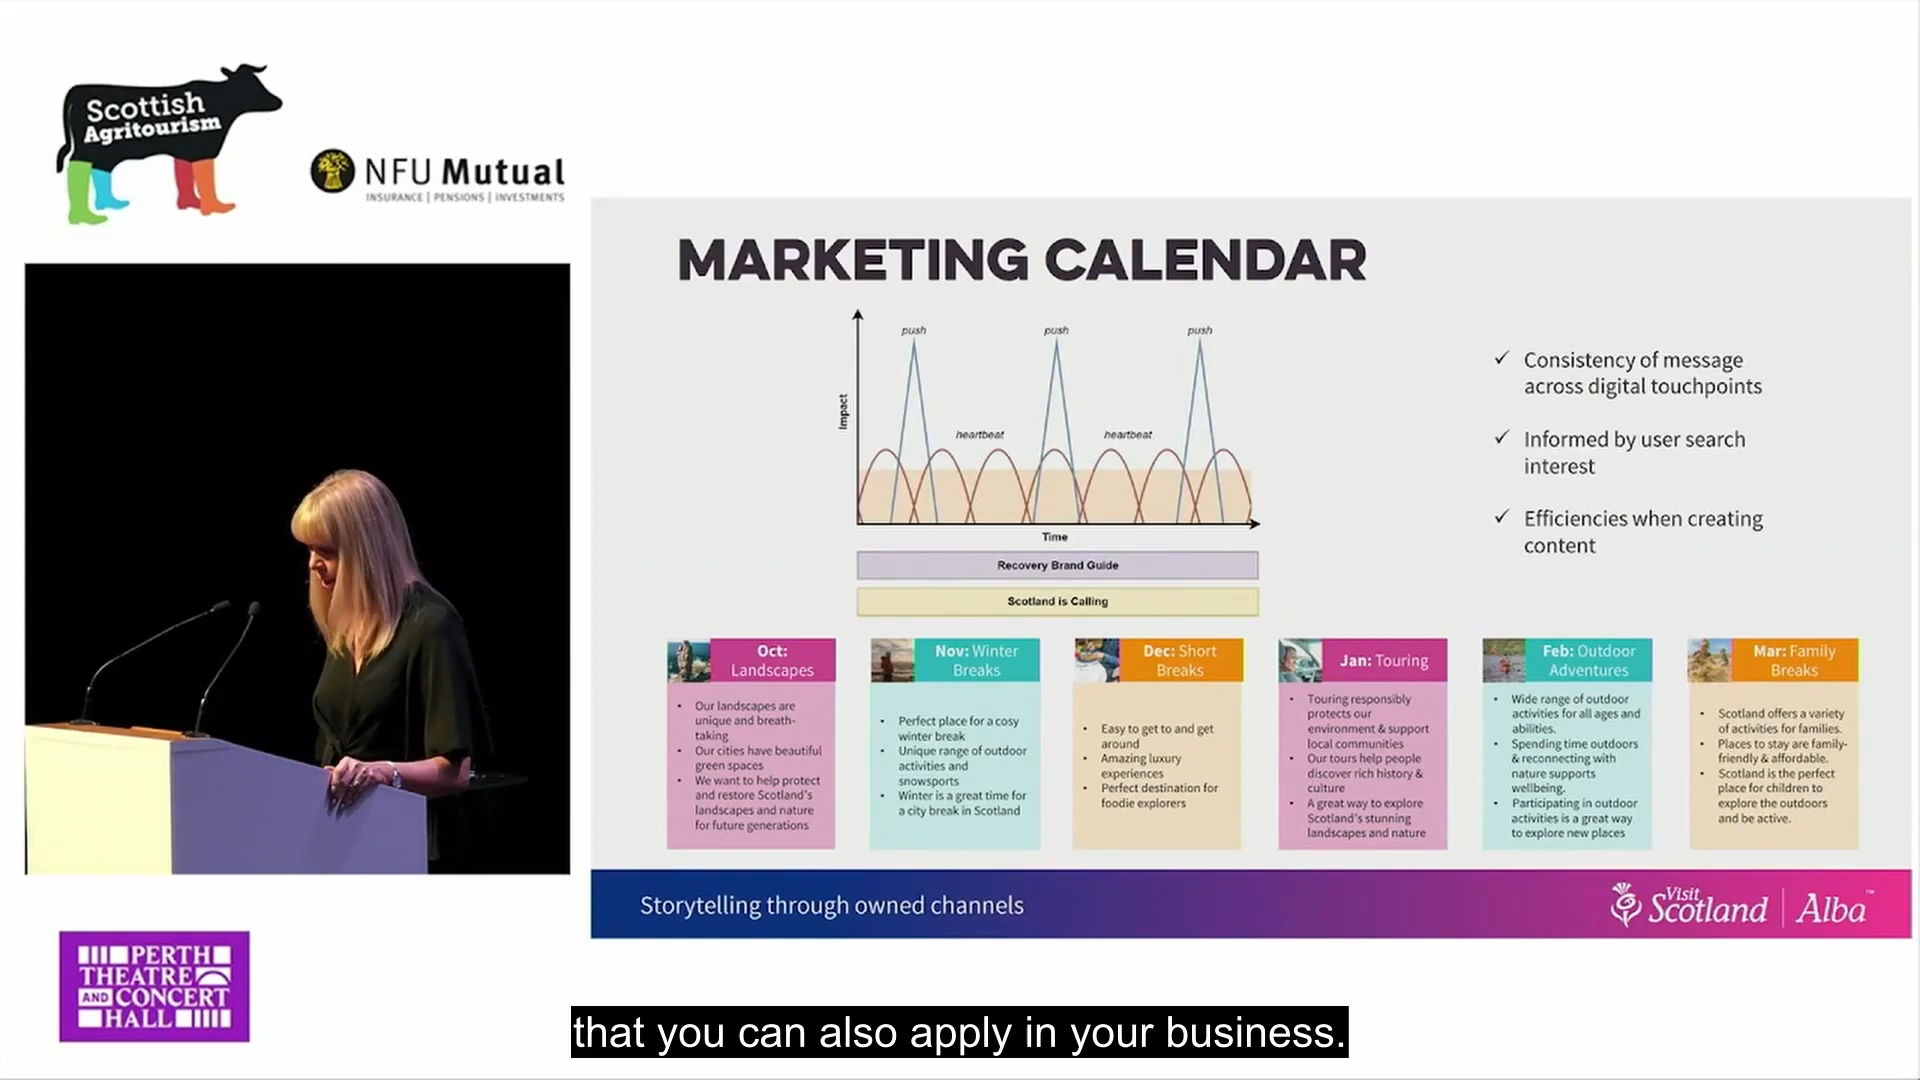 Scottish
Agritourism
NFU Mutual
INSURANCE | PENSIONS | INVESTMENTS
MARKETING CALENDAR
push
push
push
Impact
heartbeat
heartbeat
Time
Recovery Brand Guide
Scotland is Calling
✓ Consistency of message
across digital touchpoints
✓ Informed by user search
interest
✓ Efficiencies when creating
content
Oct:
Landscapes
• Our landscapes are
unique and breath-
taking
• Our cities have beautiful
green spaces
• We want to help protect
and restore Scotland's
landscapes and nature
for future generations
Nov: Winter
Breaks
• Perfect place for a cosy
winter break
• Unique range of outdoor
activities and
snowsports
• Winter is a great time for
a city break in Scotland
Dec: Short
Breaks
• Easy to get to and get
around
• Amazing luxury
experiences
• Perfect destination for
foodie explorers
Jan: Touring
• Touring responsibly
protects our
environment & support
local communities
• Our tours help people
discover rich history &
culture
• A great way to explore
Scotland's stunning
landscapes and nature
Feb: Outdoor
Adventures
• Wide range of outdoor
activities for all ages and
abilities.
• Spending time outdoors
& reconnecting with
nature supports
wellbeing.
• Participating in outdoor
activities is a great way
to explore new places
Mar: Family
Breaks
• Scotland offers a variety
of activities for families.
• Places to stay are family-
friendly & affordable.
• Scotland is the perfect
place for children to
explore the outdoors
and be active.
Storytelling through owned channels
Visit
Scotland | Alba™
PERTH
THEATRE
AND CONCERT
HALL
that you can also apply in your business.